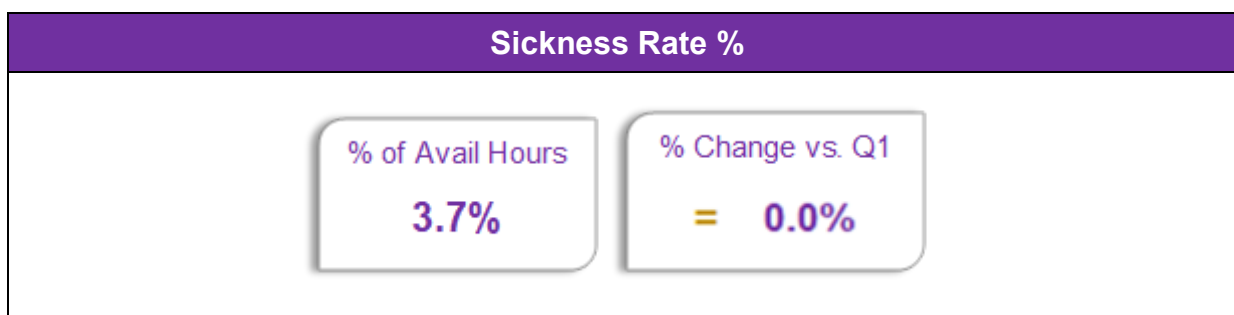 Sickness Rate %
% of Avail Hours
3.7%
% Change vs. Q1
= 0.0%